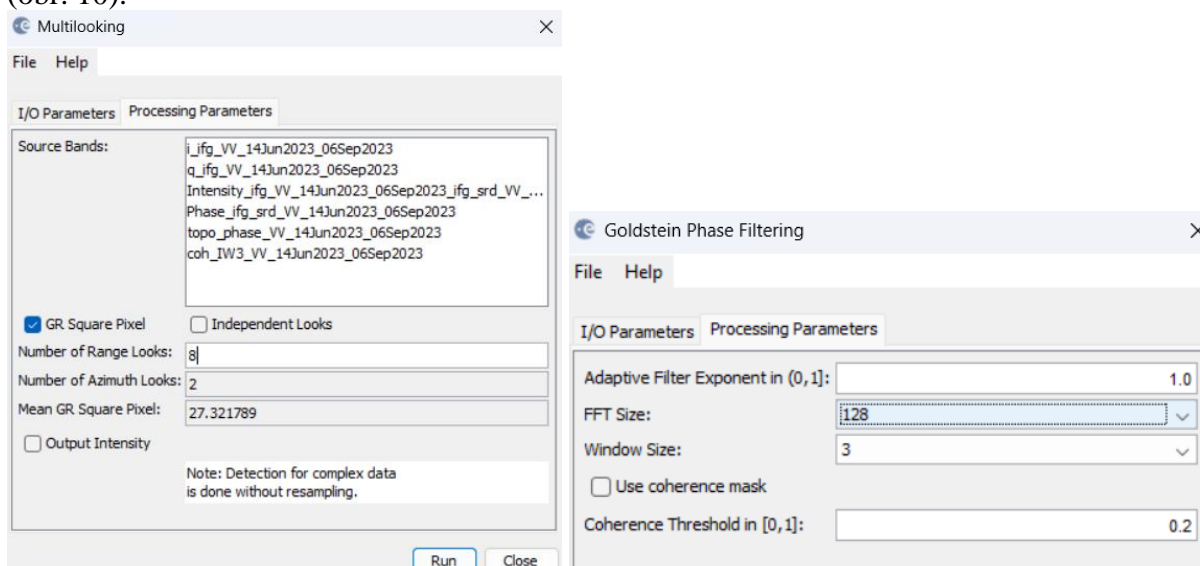 (obr. 10).
Multilooking
File Help
I/O Parameters Processing Parameters
Source Bands:
i_ifg_VV_14Jun2023_06Sep2023
q_ifg_VV_14Jun2023_06Sep2023
Intensity_ifg_VV_14Jun2023_06Sep2023_ifg_srd_VV_...
Phase_ifg_srd_VV_14Jun2023_06Sep2023
topo_phase_VV_14Jun2023_06Sep2023
coh_IW3_VV_14Jun2023_06Sep2023
GR Square Pixel Independent Looks
Number of Range Looks: 8
Number of Azimuth Looks: 2
Mean GR Square Pixel: 27.321789
Output Intensity
Note: Detection for complex data
is done without resampling.
Run Close
Goldstein Phase Filtering
File Help
I/O Parameters Processing Parameters
Adaptive Filter Exponent in (0,1]: 1.0
FFT Size: 128
Window Size: 3
Use coherence mask
Coherence Threshold in [0,1]: 0.2